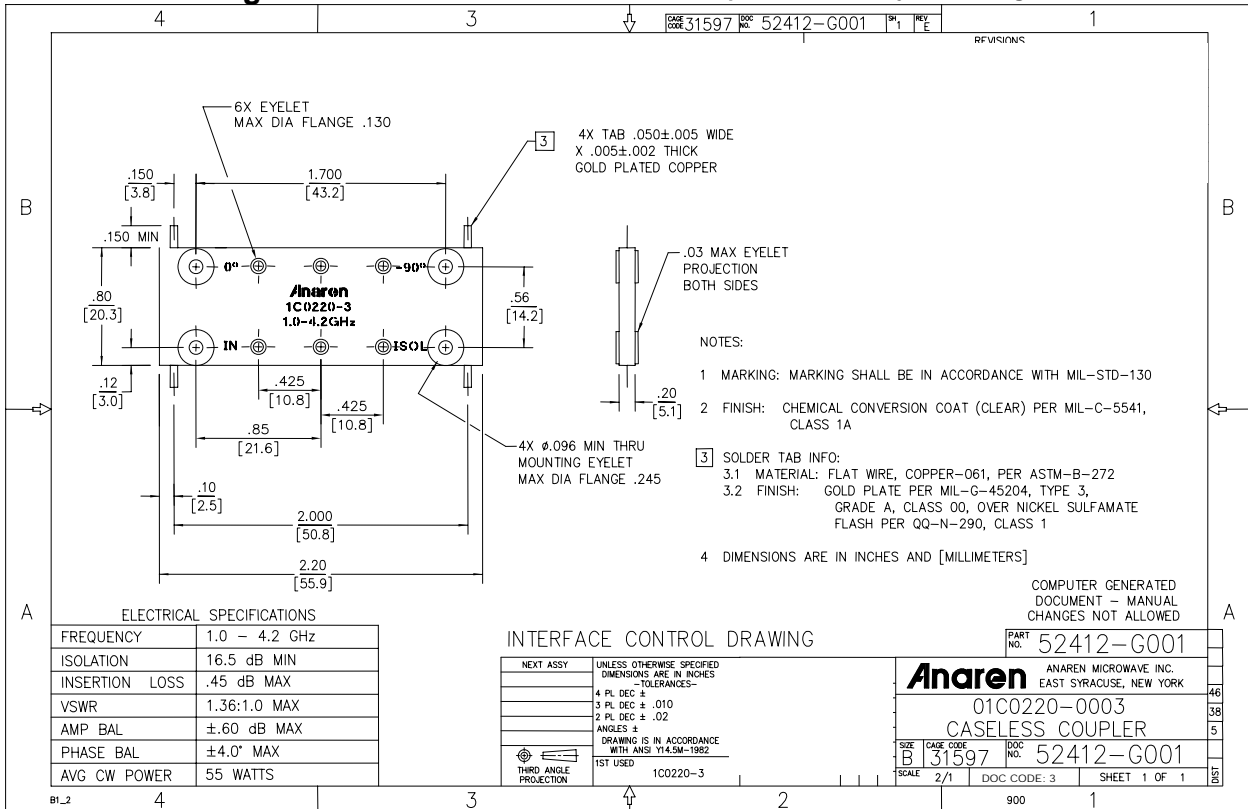 4 3 1
CAGE CODE 31597 DOC NO. 52412-G001 SH 1 REV E
REVISIONS
6X EYELET
MAX DIA FLANGE .130
3
4X TAB .050±.005 WIDE
X .005±.002 THICK
GOLD PLATED COPPER
.150
[3.8]
1.700
[43.2]
B
B
.150 MIN
.80
[20.3]
0° -90°
Anaren
1C0220-3
1.0-4.2GHz
IN ISOL
.56
[14.2]
.03 MAX EYELET
PROJECTION
BOTH SIDES
.12
[3.0]
.425
[10.8]
.425
[10.8]
.85
[21.6]
.20
[5.1]
4X ø.096 MIN THRU
MOUNTING EYELET
MAX DIA FLANGE .245
.10
[2.5]
2.000
[50.8]
2.20
[55.9]
NOTES:
1 MARKING: MARKING SHALL BE IN ACCORDANCE WITH MIL-STD-130
2 FINISH: CHEMICAL CONVERSION COAT (CLEAR) PER MIL-C-5541,
CLASS 1A
3 SOLDER TAB INFO:
3.1 MATERIAL: FLAT WIRE, COPPER-061, PER ASTM-B-272
3.2 FINISH: GOLD PLATE PER MIL-G-45204, TYPE 3,
GRADE A, CLASS 00, OVER NICKEL SULFAMATE
FLASH PER QQ-N-290, CLASS 1
4 DIMENSIONS ARE IN INCHES AND [MILLIMETERS]
COMPUTER GENERATED
DOCUMENT - MANUAL
CHANGES NOT ALLOWED
A
A
ELECTRICAL SPECIFICATIONS
FREQUENCY 1.0 - 4.2 GHz
ISOLATION 16.5 dB MIN
INSERTION LOSS .45 dB MAX
VSWR 1.36:1.0 MAX
AMP BAL ±.60 dB MAX
PHASE BAL ±4.0° MAX
AVG CW POWER 55 WATTS
INTERFACE CONTROL DRAWING
NEXT ASSY
UNLESS OTHERWISE SPECIFIED
DIMENSIONS ARE IN INCHES
-TOLERANCES-
4 PL DEC ±
3 PL DEC ± .010
2 PL DEC ± .02
ANGLES ±
DRAWING IS IN ACCORDANCE
WITH ANSI Y14.5M-1982
THIRD ANGLE
PROJECTION
1ST USED
1C0220-3
PART NO. 52412-G001
Anaren
ANAREN MICROWAVE INC.
EAST SYRACUSE, NEW YORK
01C0220-0003
CASELESS COUPLER
SIZE B CAGE CODE 31597 DOC NO. 52412-G001
SCALE 2/1 DOC CODE: 3 SHEET 1 OF 1
46
38
5
DIST
B1_2 4 3 2 900 1